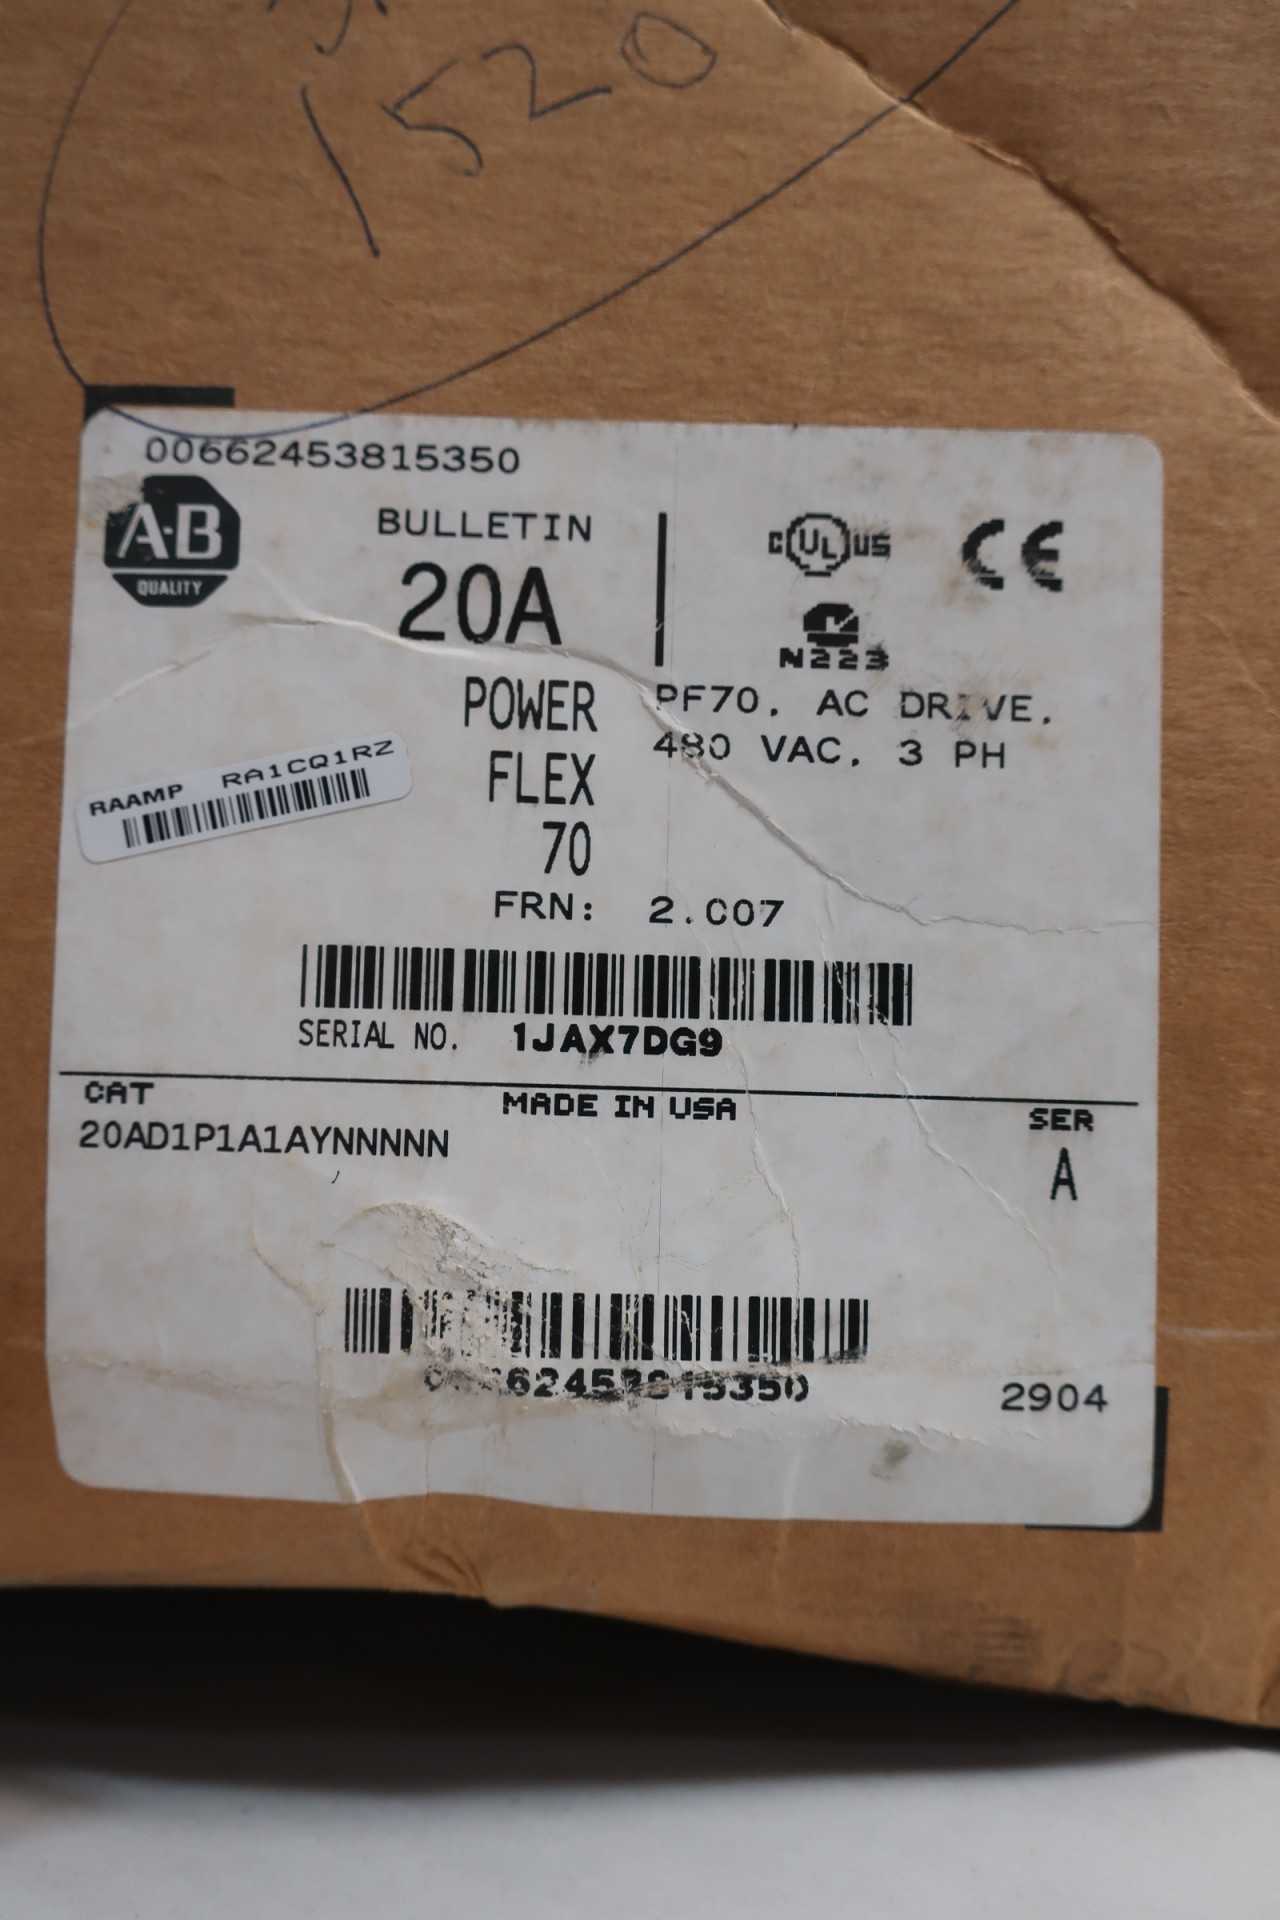 1520
00662453815350
A-B
QUALITY
BULLETIN
20A
C UL US
CE
N223
POWER
FLEX
70
PF70, AC DRIVE,
480 VAC, 3 PH
RAAMP RA1CQ1RZ
FRN: 2.007
SERIAL NO. 1JAX7DG9
CAT
MADE IN USA
SER
20AD1P1A1AYNNNNN
A
2904